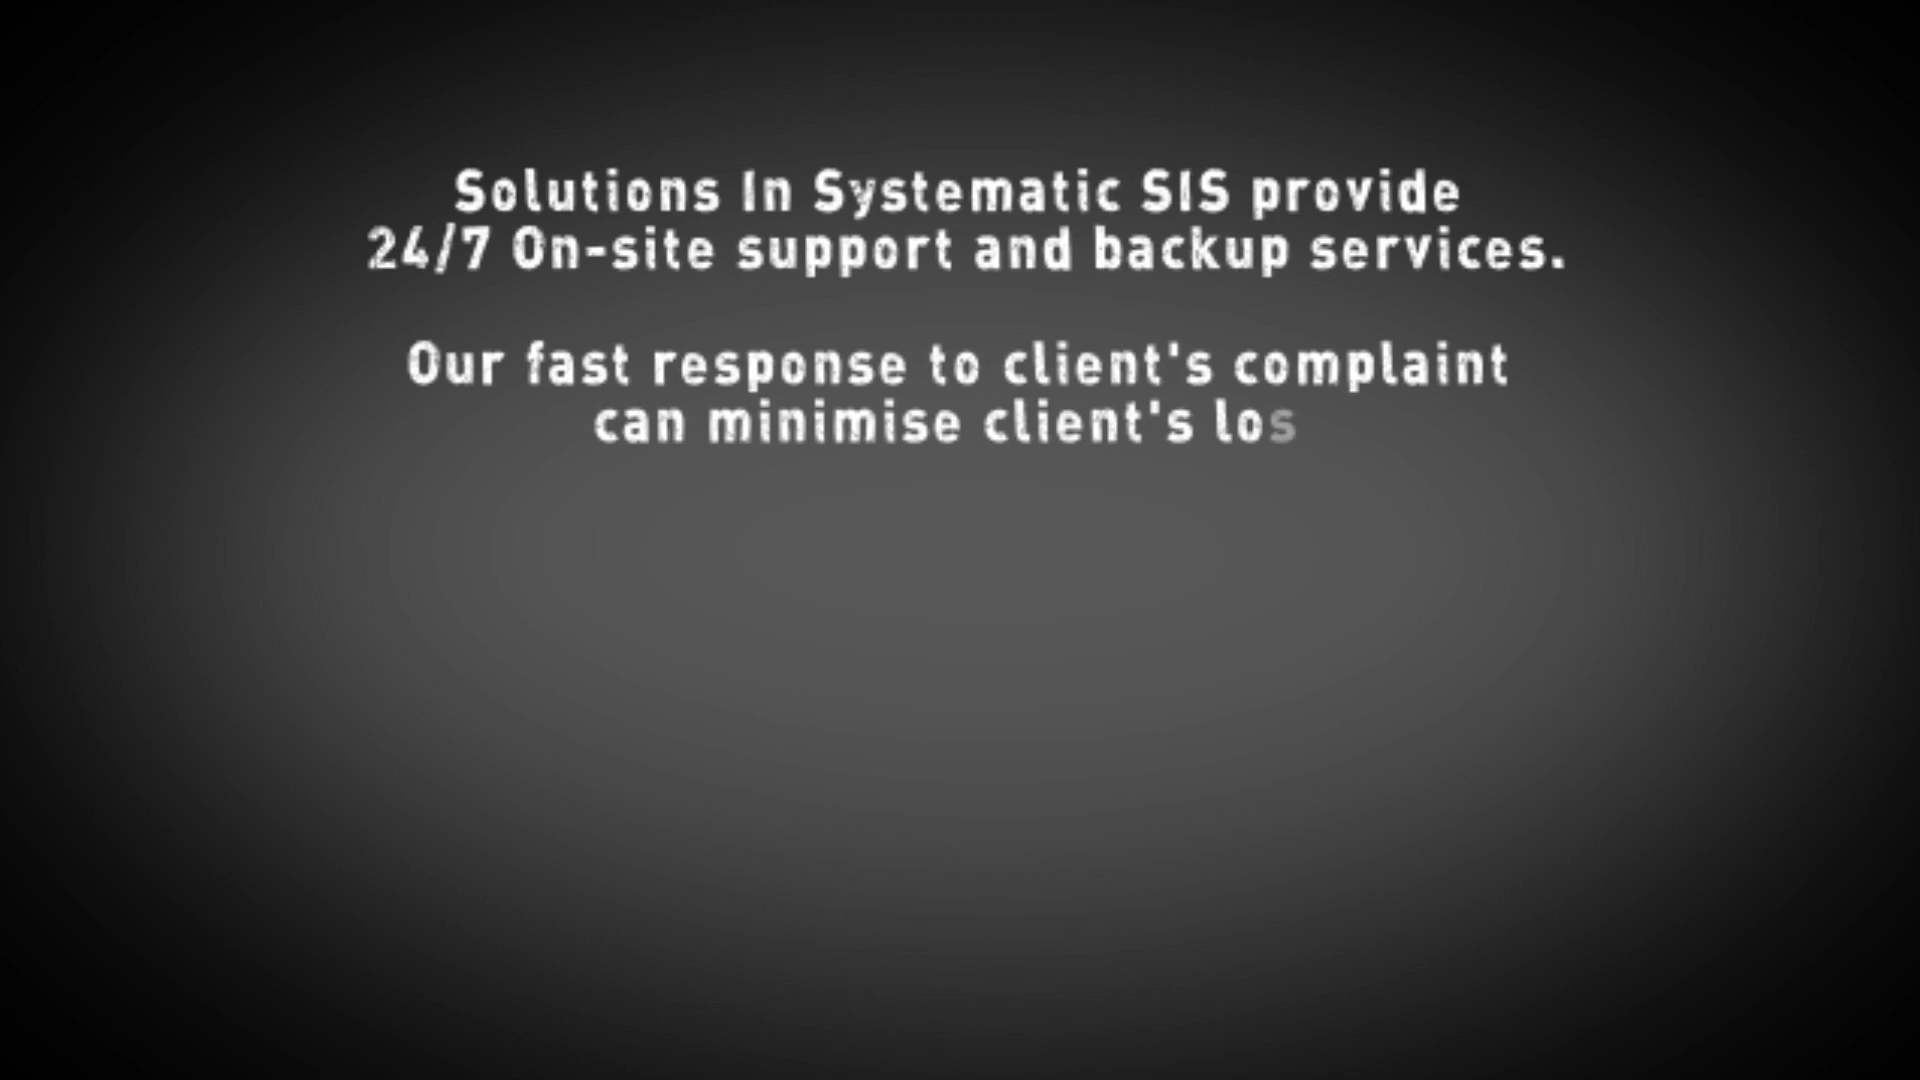 Solutions In Systematic SIS provide
24/7 On-site support and backup services.
Our fast response to client's complaint
can minimise client's los